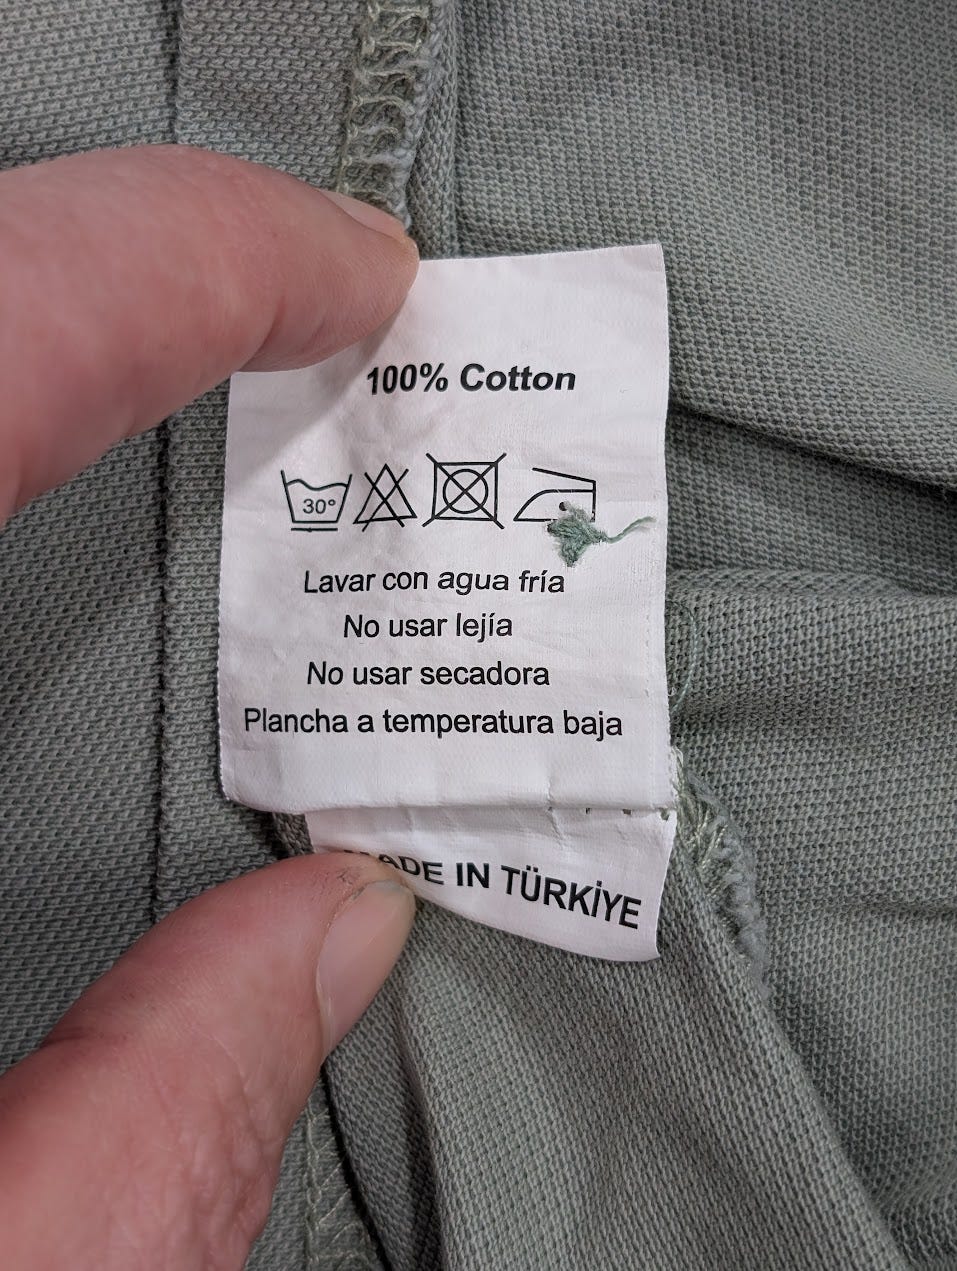 100% Cotton
30°
Lavar con agua fría
No usar lejía
No usar secadora
Plancha a temperatura baja
MADE IN TÜRKİYE